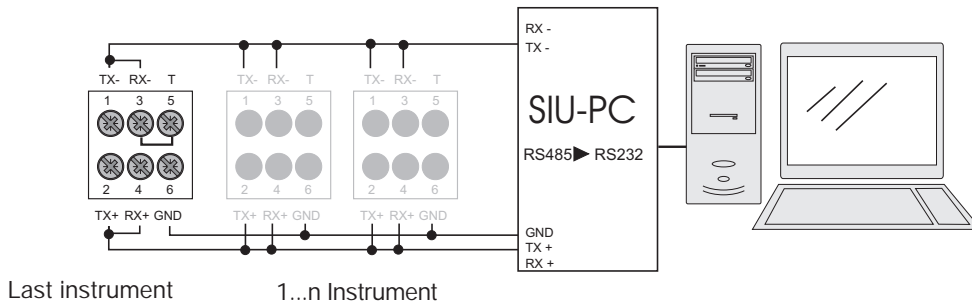 RX -
TX -
TX- RX- T
TX- RX- T
TX- RX- T
1 3 5
1 3 5
1 3 5
SIU-PC
RS485▶ RS232
2 4 6
2 4 6
2 4 6
TX+ RX+ GND
TX+ RX+ GND
TX+ RX+ GND
GND
TX +
RX +
Last instrument
1...n Instrument